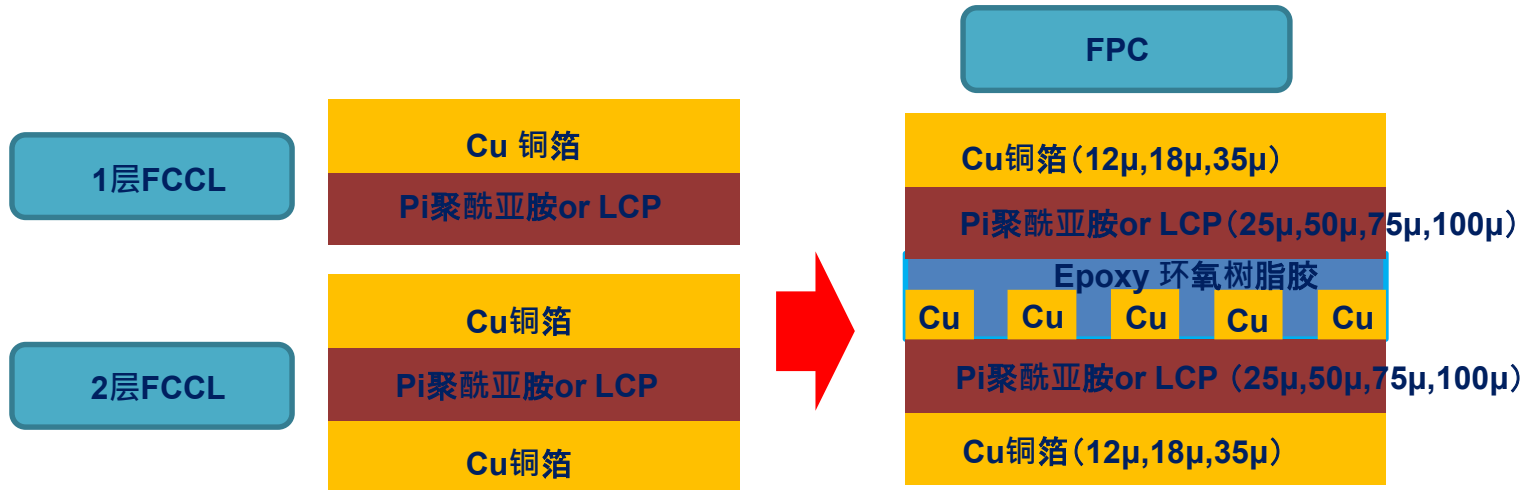 FPC
1层FCCL
Cu 铜箔
Pi聚酰亚胺or LCP
2层FCCL
Cu铜箔
Pi聚酰亚胺or LCP
Cu铜箔
Cu铜箔（12μ,18μ,35μ）
Pi聚酰亚胺or LCP（25μ,50μ,75μ,100μ）
Epoxy 环氧树脂胶
Cu Cu Cu Cu Cu
Pi聚酰亚胺or LCP （25μ,50μ,75μ,100μ）
Cu铜箔（12μ,18μ,35μ）